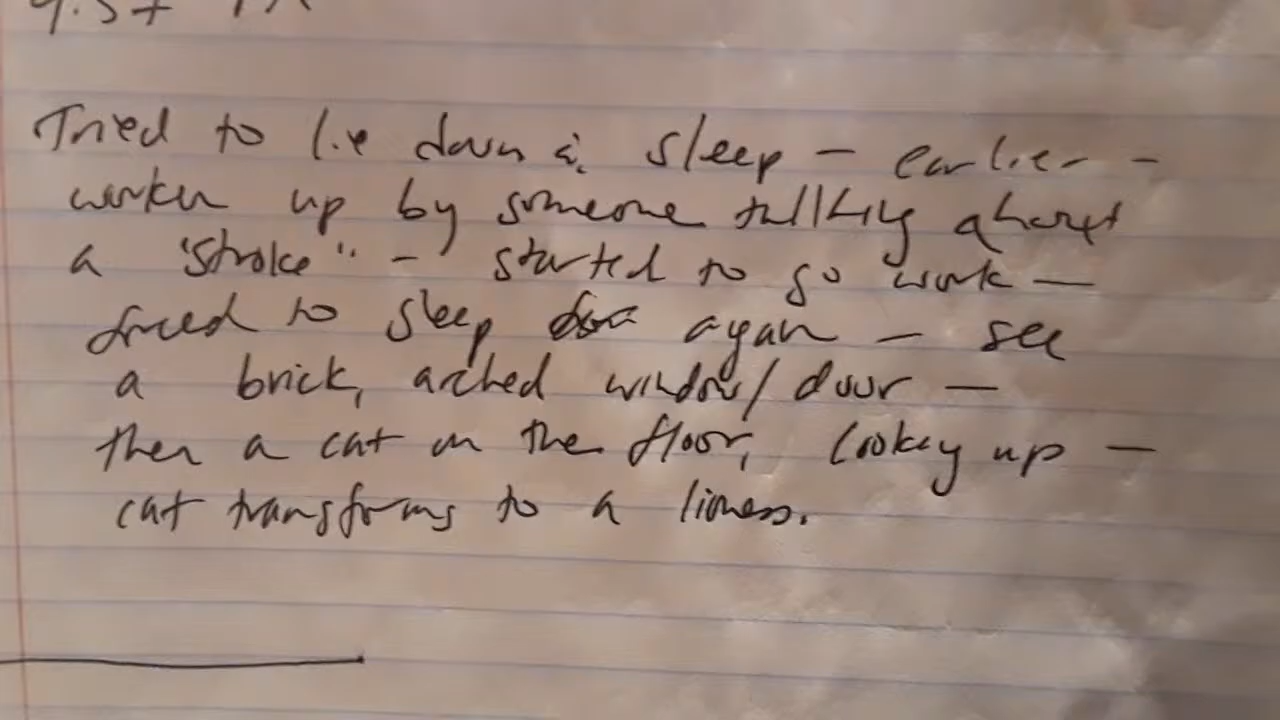 Tried to lie down & sleep - earlier -
woken up by someone talking about
a "stroke" - started to go work -
forced to sleep again - see
a brick, arched window/door -
then a cat on the floor, looking up -
cat transforms to a lioness.